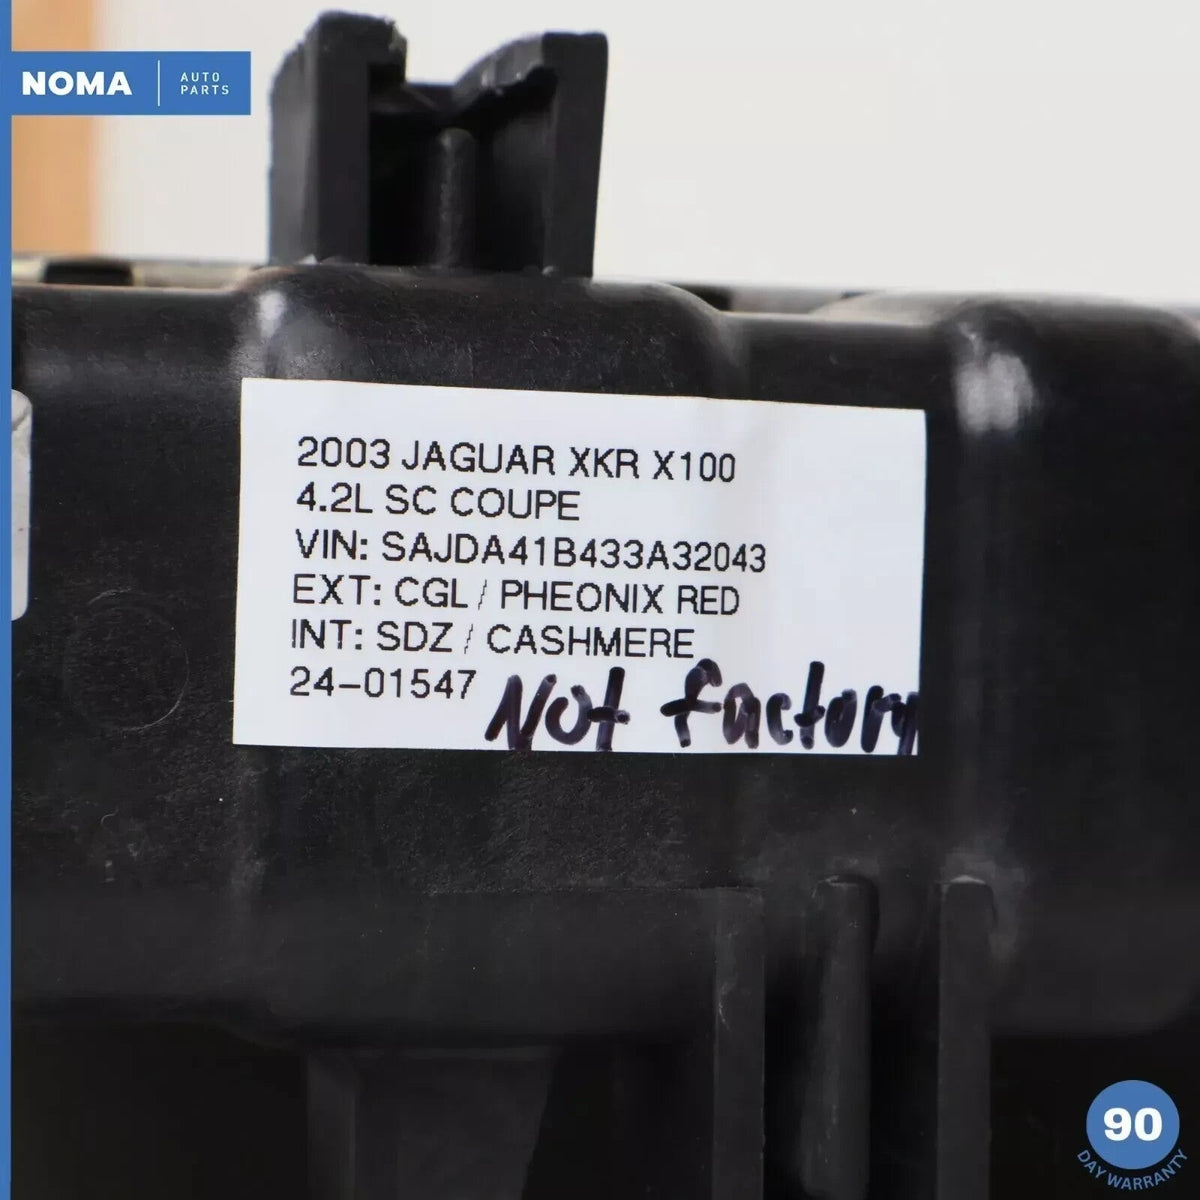 NOMA
AUTO
PARTS
2003 JAGUAR XKR X100
4.2L SC COUPE
VIN: SAJDA41B433A32043
EXT: CGL / PHEONIX RED
INT: SDZ / CASHMERE
24-01547
Not factory
90
DAY WARRANTY